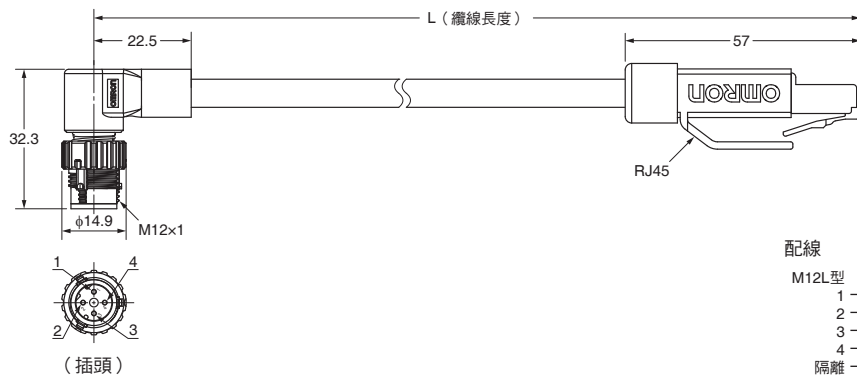 L（纜線長度）
22.5
57
OMRON
OMRON
32.3
RJ45
φ14.9
M12×1
1
4
2
3
（插頭）
配線
M12L型
1
2
3
4
隔離